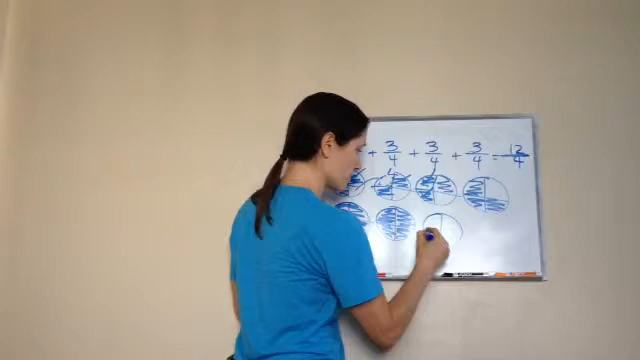 + 3/4 + 3/4 + 3/4 = 12/4